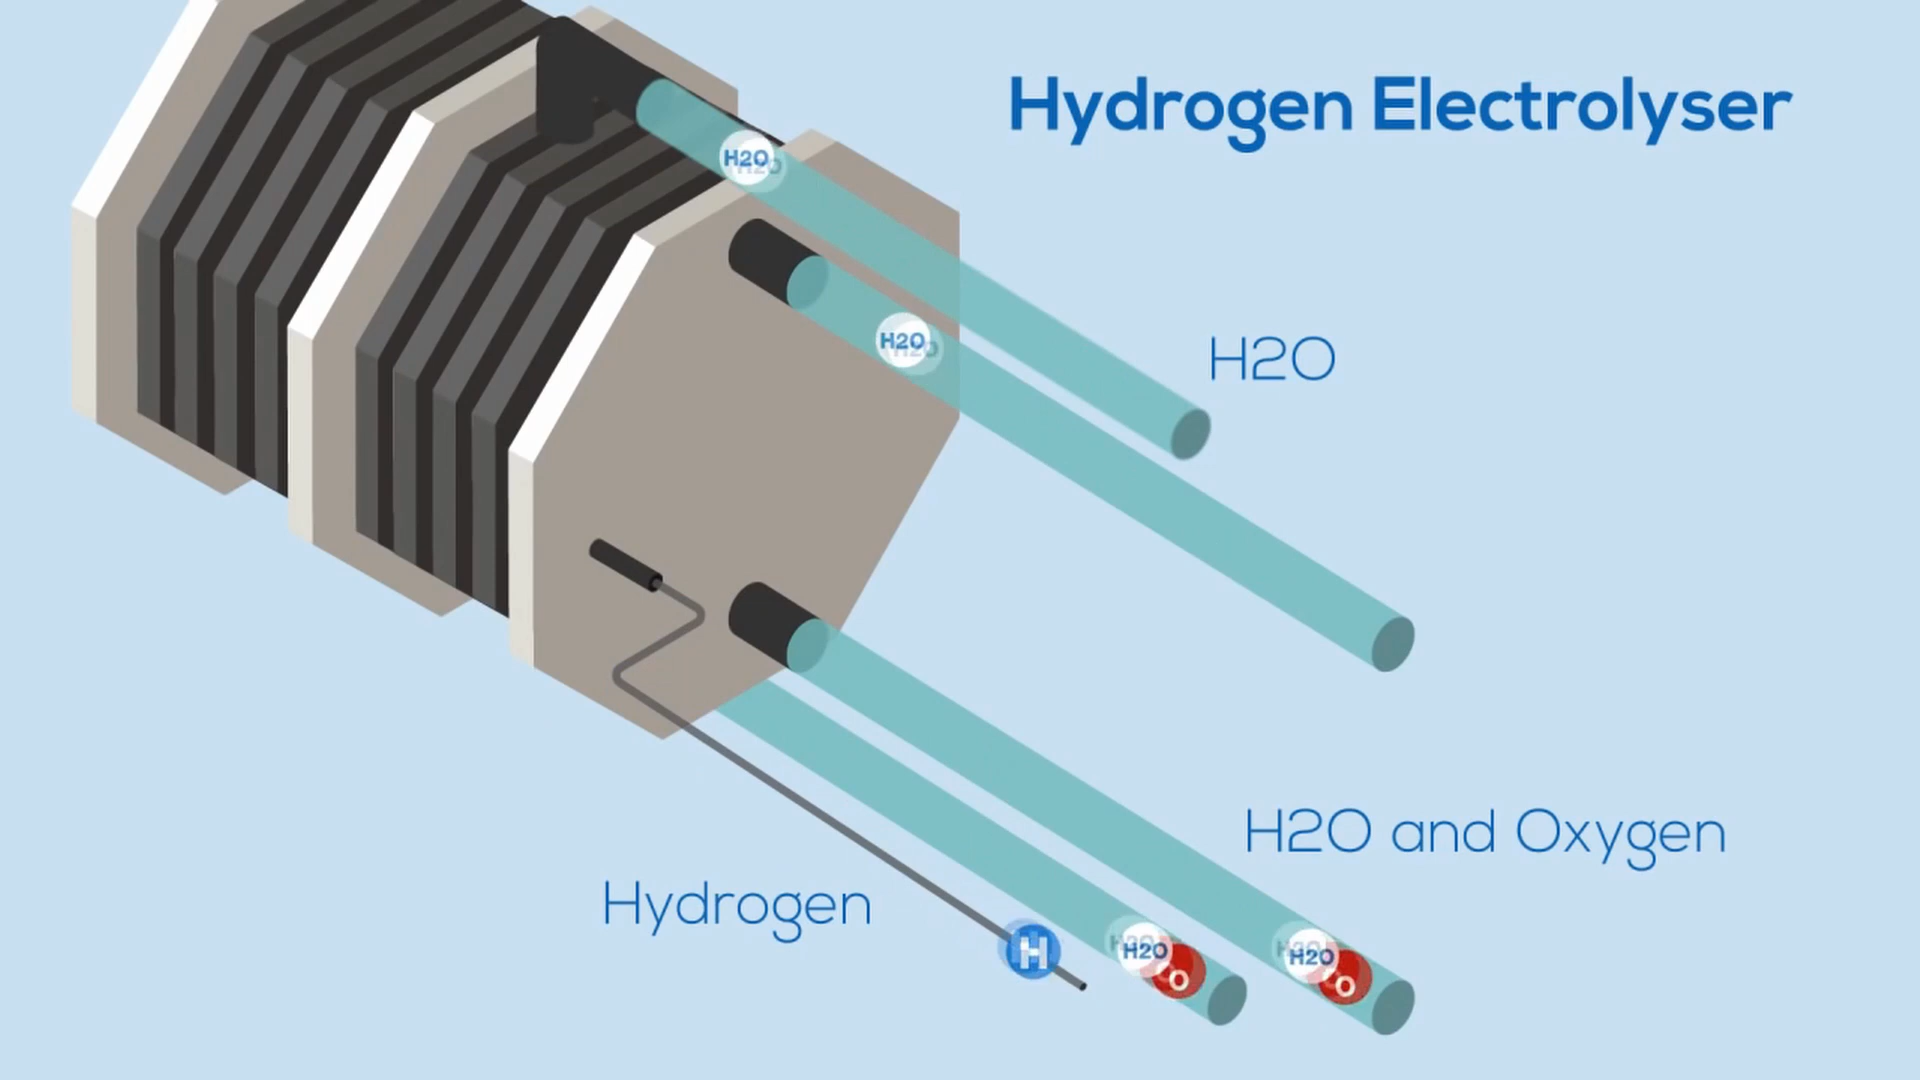 Hydrogen Electrolyser
H2O
H2O
H2O
H2O and Oxygen
Hydrogen
H
H2O
O
H2O
O